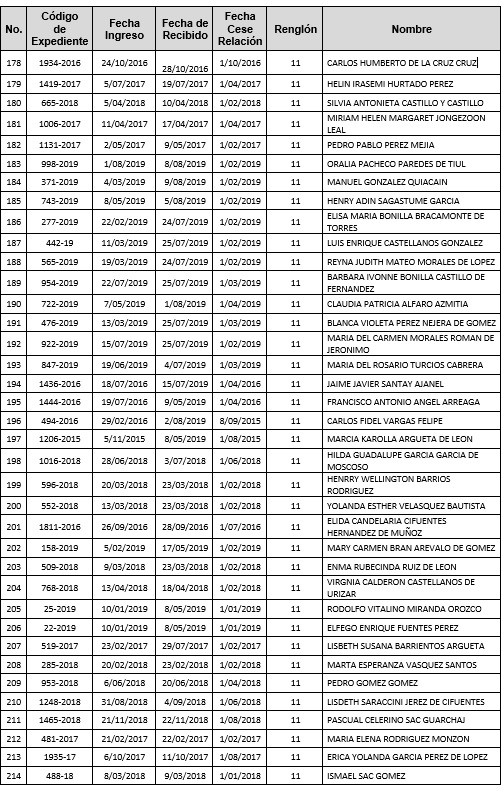 No. Código de Expediente Fecha Ingreso Fecha de Recibido Fecha Cese Relación Renglón Nombre
178 1934-2016 24/10/2016 28/10/2016 1/10/2016 11 CARLOS HUMBERTO DE LA CRUZ CRUZ
179 1419-2017 5/07/2017 19/07/2017 1/04/2017 11 HELIN IRASEMI HURTADO PEREZ
180 665-2018 5/04/2018 10/04/2018 1/02/2018 11 SILVIA ANTONIETA CASTILLO Y CASTILLO
181 1006-2017 11/04/2017 17/04/2017 1/04/2017 11 MIRIAM HELEN MARGARET JONGEZOON LEAL
182 1131-2017 2/05/2017 9/05/2017 1/02/2017 11 PEDRO PABLO PEREZ MEJIA
183 998-2019 1/08/2019 8/08/2019 1/02/2019 11 ORALIA PACHECO PAREDES DE TIUL
184 371-2019 4/03/2019 9/08/2019 1/02/2019 11 MANUEL GONZALEZ QUIACAIN
185 743-2019 8/05/2019 5/08/2019 1/02/2019 11 HENRY ADIN SAGASTUME GARCIA
186 277-2019 22/02/2019 24/07/2019 1/02/2019 11 ELISA MARIA BONILLA BRACAMONTE DE TORRES
187 442-19 11/03/2019 25/07/2019 1/02/2019 11 LUIS ENRIQUE CASTELLANOS GONZALEZ
188 565-2019 19/03/2019 24/07/2019 1/02/2019 11 REYNA JUDITH MATEO MORALES DE LOPEZ
189 954-2019 22/07/2019 25/07/2019 1/03/2019 11 BARBARA IVONNE BONILLA CASTILLO DE FERNANDEZ
190 722-2019 7/05/2019 1/08/2019 1/04/2019 11 CLAUDIA PATRICIA ALFARO AZMITIA
191 476-2019 13/03/2019 25/07/2019 1/03/2019 11 BLANCA VIOLETA PEREZ NEJERA DE GOMEZ
192 922-2019 15/07/2019 25/07/2019 1/02/2019 11 MARIA DEL CARMEN MORALES ROMAN DE JERONIMO
193 847-2019 19/06/2019 4/07/2019 1/03/2019 11 MARIA DEL ROSARIO TURCIOS CABRERA
194 1436-2016 18/07/2016 15/07/2019 1/04/2016 11 JAIME JAVIER SANTAY AJANEL
195 1444-2016 19/07/2016 9/05/2019 1/04/2016 11 FRANCISCO ANTONIO ANGEL ARREAGA
196 494-2016 29/02/2016 2/08/2019 8/09/2015 11 CARLOS FIDEL VARGAS FELIPE
197 1206-2015 5/11/2015 8/05/2019 1/08/2015 11 MARCIA KAROLLA ARGUETA DE LEON
198 1016-2018 28/06/2018 3/07/2018 1/06/2018 11 HILDA GUADALUPE GARCIA GARCIA DE MOSCOSO
199 596-2018 20/03/2018 23/03/2018 1/02/2018 11 HENRRY WELLINGTON BARRIOS RODRIGUEZ
200 552-2018 13/03/2018 23/03/2018 1/02/2018 11 YOLANDA ESTHER VELASQUEZ BAUTISTA
201 1811-2016 26/09/2016 28/09/2016 1/07/2016 11 ELIDA CANDELARIA CIFUENTES HERNANDEZ DE MUÑOZ
202 158-2019 5/02/2019 17/05/2019 1/02/2019 11 MARY CARMEN BRAN AREVALO DE GOMEZ
203 509-2018 9/03/2018 23/03/2018 1/02/2018 11 ENMA RUBECINDA RUIZ DE LEON
204 768-2018 13/04/2018 18/04/2018 1/02/2018 11 VIRGNIA CALDERON CASTELLANOS DE URIZAR
205 25-2019 10/01/2019 8/05/2019 1/01/2019 11 RODOLFO VITALINO MIRANDA OROZCO
206 22-2019 10/01/2019 8/05/2019 1/01/2019 11 ELFEGO ENRIQUE FUENTES PEREZ
207 519-2017 23/02/2017 29/07/2017 1/02/2017 11 LISBETH SUSANA BARRIENTOS ARGUETA
208 285-2018 20/02/2018 23/02/2018 1/02/2018 11 MARTA ESPERANZA VASQUEZ SANTOS
209 953-2018 6/06/2018 20/06/2018 1/04/2018 11 PEDRO GOMEZ GOMEZ
210 1248-2018 31/08/2018 4/09/2018 1/06/2018 11 LISDETH SARACCINI JEREZ DE CIFUENTES
211 1465-2018 21/11/2018 22/11/2018 1/08/2018 11 PASCUAL CELERINO SAC GUARCHAJ
212 481-2017 21/02/2017 22/02/2017 1/02/2017 11 MARIA ELENA RODRIGUEZ MONZON
213 1935-17 6/10/2017 11/10/2017 1/08/2017 11 ERICA YOLANDA GARCIA PEREZ DE LOPEZ
214 488-18 8/03/2018 9/03/2018 1/01/2018 11 ISMAEL SAC GOMEZ